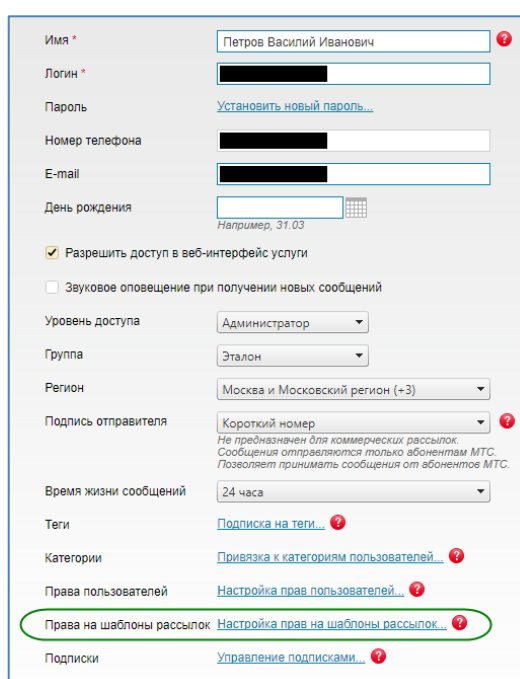 Имя * Петров Василий Иванович ?
Логин *
Пароль Установить новый пароль...
Номер телефона
E-mail
День рождения
Например, 31.03
Разрешить доступ в веб-интерфейс услуги
Звуковое оповещение при получении новых сообщений
Уровень доступа Администратор
Группа Эталон
Регион Москва и Московский регион (+3)
Подпись отправителя Короткий номер ?
Не предназначен для коммерческих рассылок.
Сообщения отправляются только абонентам МТС.
Позволяет принимать сообщения от абонентов МТС.
Время жизни сообщений 24 часа
Теги Подписка на теги... ?
Категории Привязка к категориям пользователей... ?
Права пользователей Настройка прав пользователей... ?
Права на шаблоны рассылок Настройка прав на шаблоны рассылок... ?
Подписки Управление подписками... ?